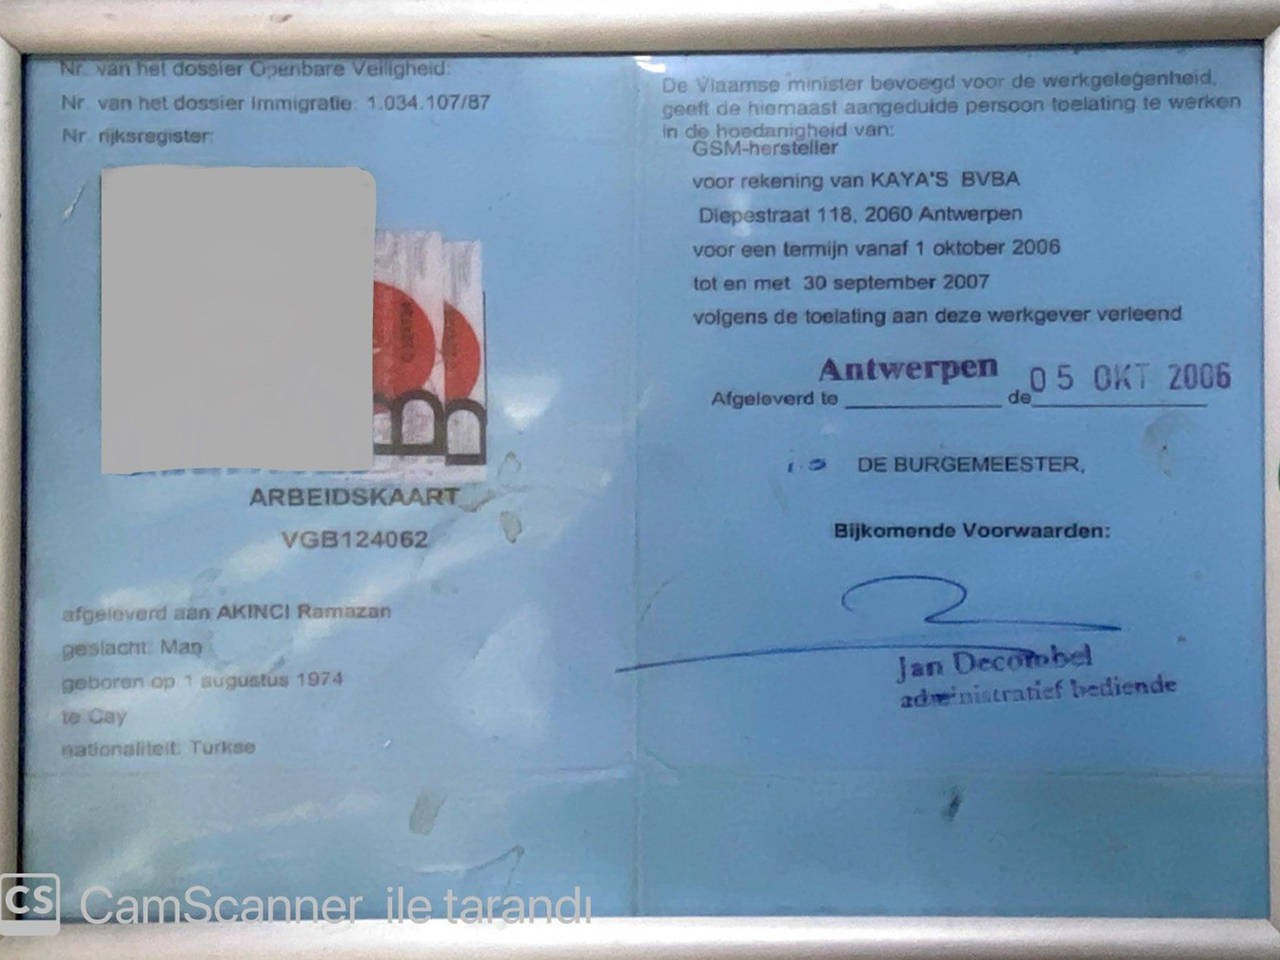 Nr. van het dossier Openbare Veiligheid:
Nr. van het dossier Immigratie: 1.034.107/87
Nr. rijksregister:
B
ARBEIDSKAART
VGB124062
afgeleverd aan AKINCI Ramazan
geslacht: Man
geboren op 1 augustus 1974
te Cay
nationaliteit: Turkse
De Vlaamse minister bevoegd voor de werkgelegenheid,
geeft de hiernaast aangeduide persoon toelating te werken
in de hoedanigheid van:
GSM-hersteller
voor rekening van KAYA'S BVBA
Diepestraat 118, 2060 Antwerpen
voor een termijn vanaf 1 oktober 2006
tot en met 30 september 2007
volgens de toelating aan deze werkgever verleend
Afgeleverd te Antwerpen de 05 OKT 2006
i.o DE BURGEMEESTER,
Bijkomende Voorwaarden:
Jan Decombel
administratief bediende
CS CamScanner ile tarandı